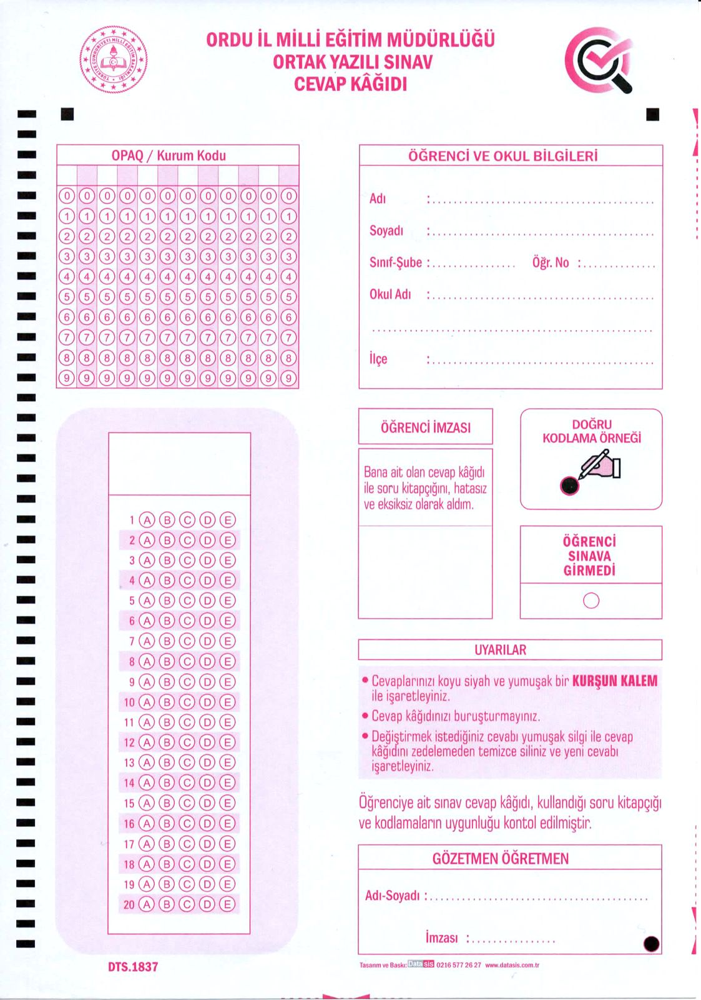 ORDU İL MİLLİ EĞİTİM MÜDÜRLÜĞÜ
ORTAK YAZILI SINAV
CEVAP KÂĞIDI
OPAQ / Kurum Kodu
0 0 0 0 0 0 0 0 0 0 0 0
1 1 1 1 1 1 1 1 1 1 1 1
2 2 2 2 2 2 2 2 2 2 2 2
3 3 3 3 3 3 3 3 3 3 3 3
4 4 4 4 4 4 4 4 4 4 4 4
5 5 5 5 5 5 5 5 5 5 5 5
6 6 6 6 6 6 6 6 6 6 6 6
7 7 7 7 7 7 7 7 7 7 7 7
8 8 8 8 8 8 8 8 8 8 8 8
9 9 9 9 9 9 9 9 9 9 9 9
ÖĞRENCİ VE OKUL BİLGİLERİ
Adı :
Soyadı :
Sınıf-Şube : Öğr. No :
Okul Adı :
İlçe :
1 A B C D E
2 A B C D E
3 A B C D E
4 A B C D E
5 A B C D E
6 A B C D E
7 A B C D E
8 A B C D E
9 A B C D E
10 A B C D E
11 A B C D E
12 A B C D E
13 A B C D E
14 A B C D E
15 A B C D E
16 A B C D E
17 A B C D E
18 A B C D E
19 A B C D E
20 A B C D E
DTS.1837
ÖĞRENCİ İMZASI
Bana ait olan cevap kâğıdı
ile soru kitapçığını, hatasız
ve eksiksiz olarak aldım.
DOĞRU
KODLAMA ÖRNEĞİ
ÖĞRENCİ
SINAVA
GİRMEDİ
UYARILAR
• Cevaplarınızı koyu siyah ve yumuşak bir KURŞUN KALEM
ile işaretleyiniz.
• Cevap kâğıdınızı buruşturmayınız.
• Değiştirmek istediğiniz cevabı yumuşak silgi ile cevap
kâğıdını zedelemeden temizce siliniz ve yeni cevabı
işaretleyiniz.
Öğrenciye ait sınav cevap kâğıdı, kullandığı soru kitapçığı
ve kodlamaların uygunluğu kontol edilmiştir.
GÖZETMEN ÖĞRETMEN
Adı-Soyadı :
İmzası :
Tasarım ve Baskı: Data SİS 0216 577 26 27 www.datasis.com.tr